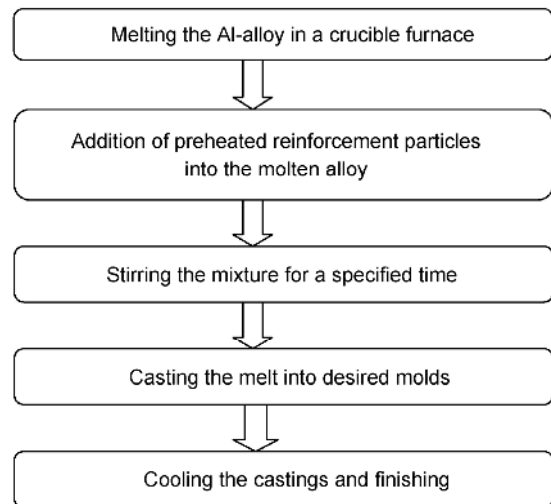 Melting the Al-alloy in a crucible furnace
Addition of preheated reinforcement particles
into the molten alloy
Stirring the mixture for a specified time
Casting the melt into desired molds
Cooling the castings and finishing